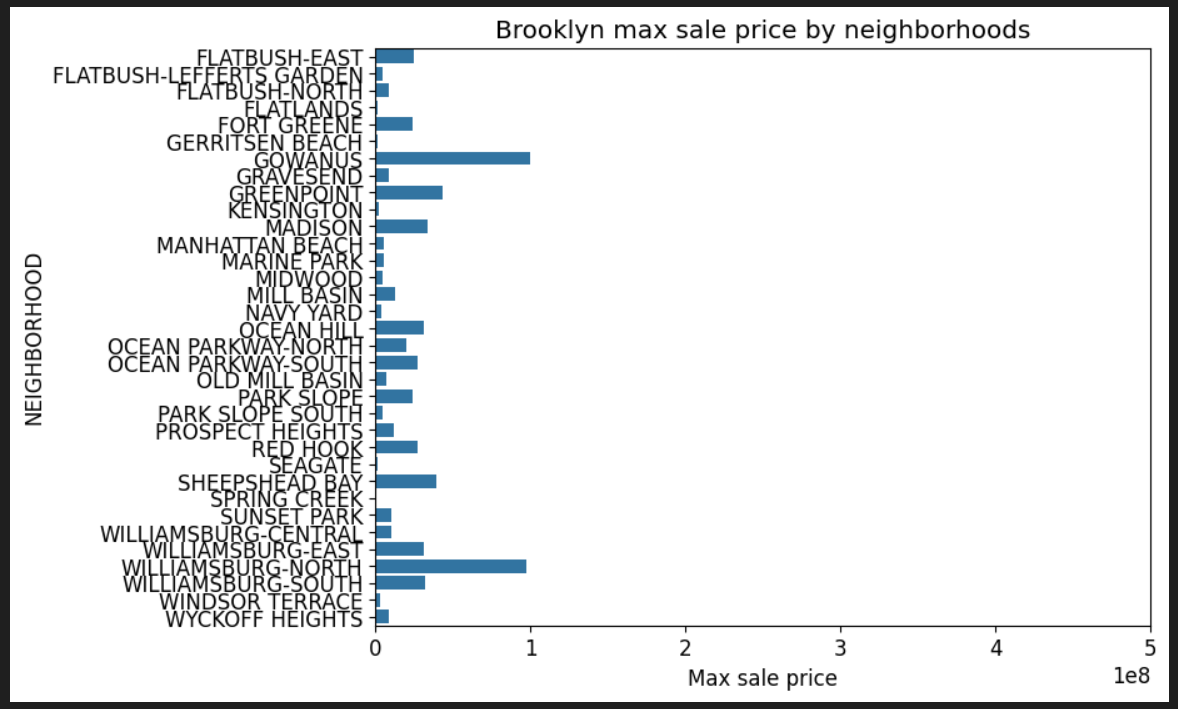 Brooklyn max sale price by neighborhoods
FLATBUSH-EAST
FLATBUSH-LEFFERTS GARDEN
FLATBUSH-NORTH
FLATLANDS
FORT GREENE
GERRITSEN BEACH
GOWANUS
GRAVESEND
GREENPOINT
KENSINGTON
MADISON
MANHATTAN BEACH
MARINE PARK
MIDWOOD
MILL BASIN
NAVY YARD
OCEAN HILL
OCEAN PARKWAY-NORTH
OCEAN PARKWAY-SOUTH
OLD MILL BASIN
PARK SLOPE
PARK SLOPE SOUTH
PROSPECT HEIGHTS
RED HOOK
SEAGATE
SHEEPSHEAD BAY
SPRING CREEK
SUNSET PARK
WILLIAMSBURG-CENTRAL
WILLIAMSBURG-EAST
WILLIAMSBURG-NORTH
WILLIAMSBURG-SOUTH
WINDSOR TERRACE
WYCKOFF HEIGHTS
NEIGHBORHOOD
0 1 2 3 4 5
1e8
Max sale price